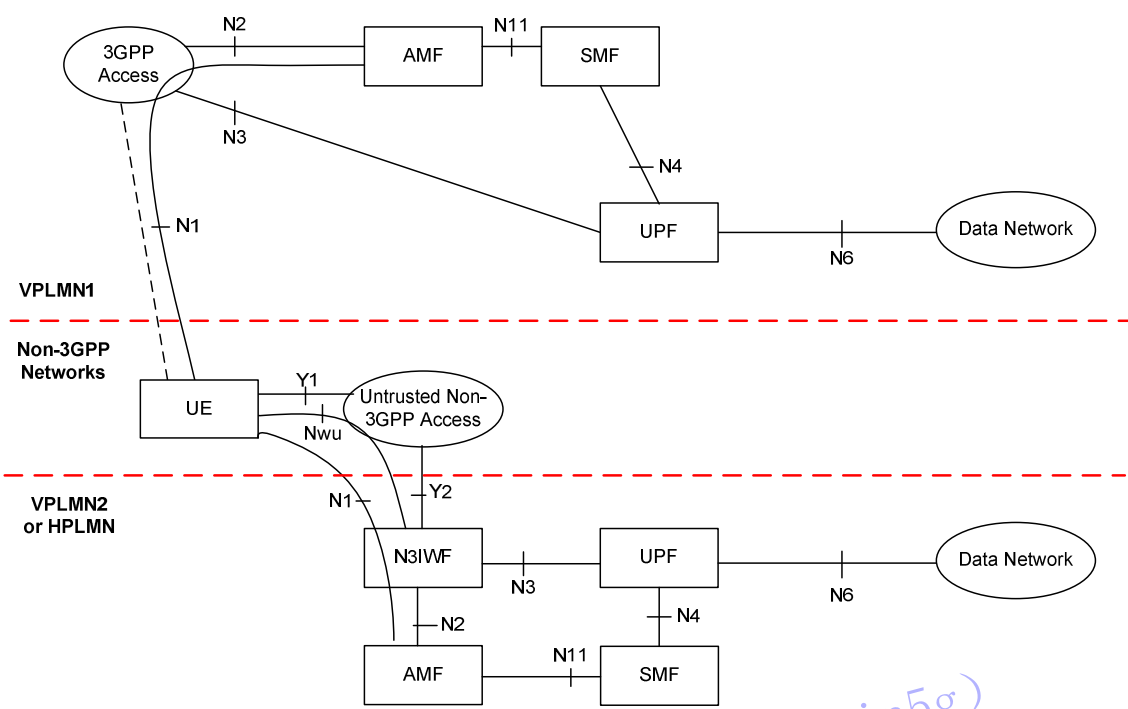 N2
N11
3GPP
Access
AMF
SMF
N3
N4
N1
UPF
Data Network
N6
VPLMN1
Non-3GPP
Networks
Y1
Untrusted Non-
3GPP Access
UE
Nwu
VPLMN2
or HPLMN
N1
Y2
N3IWF
UPF
Data Network
N3
N6
N2
N4
N11
AMF
SMF
in5g)